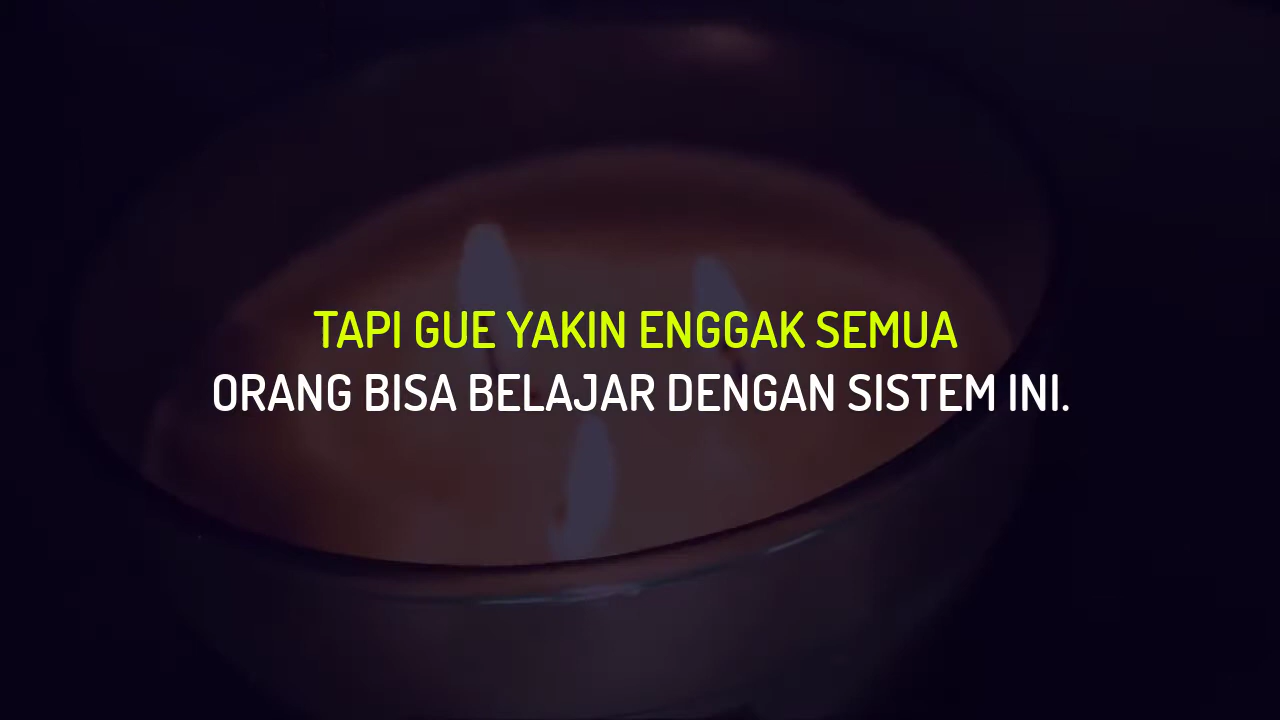 TAPI GUE YAKIN ENGGAK SEMUA
ORANG BISA BELAJAR DENGAN SISTEM INI.